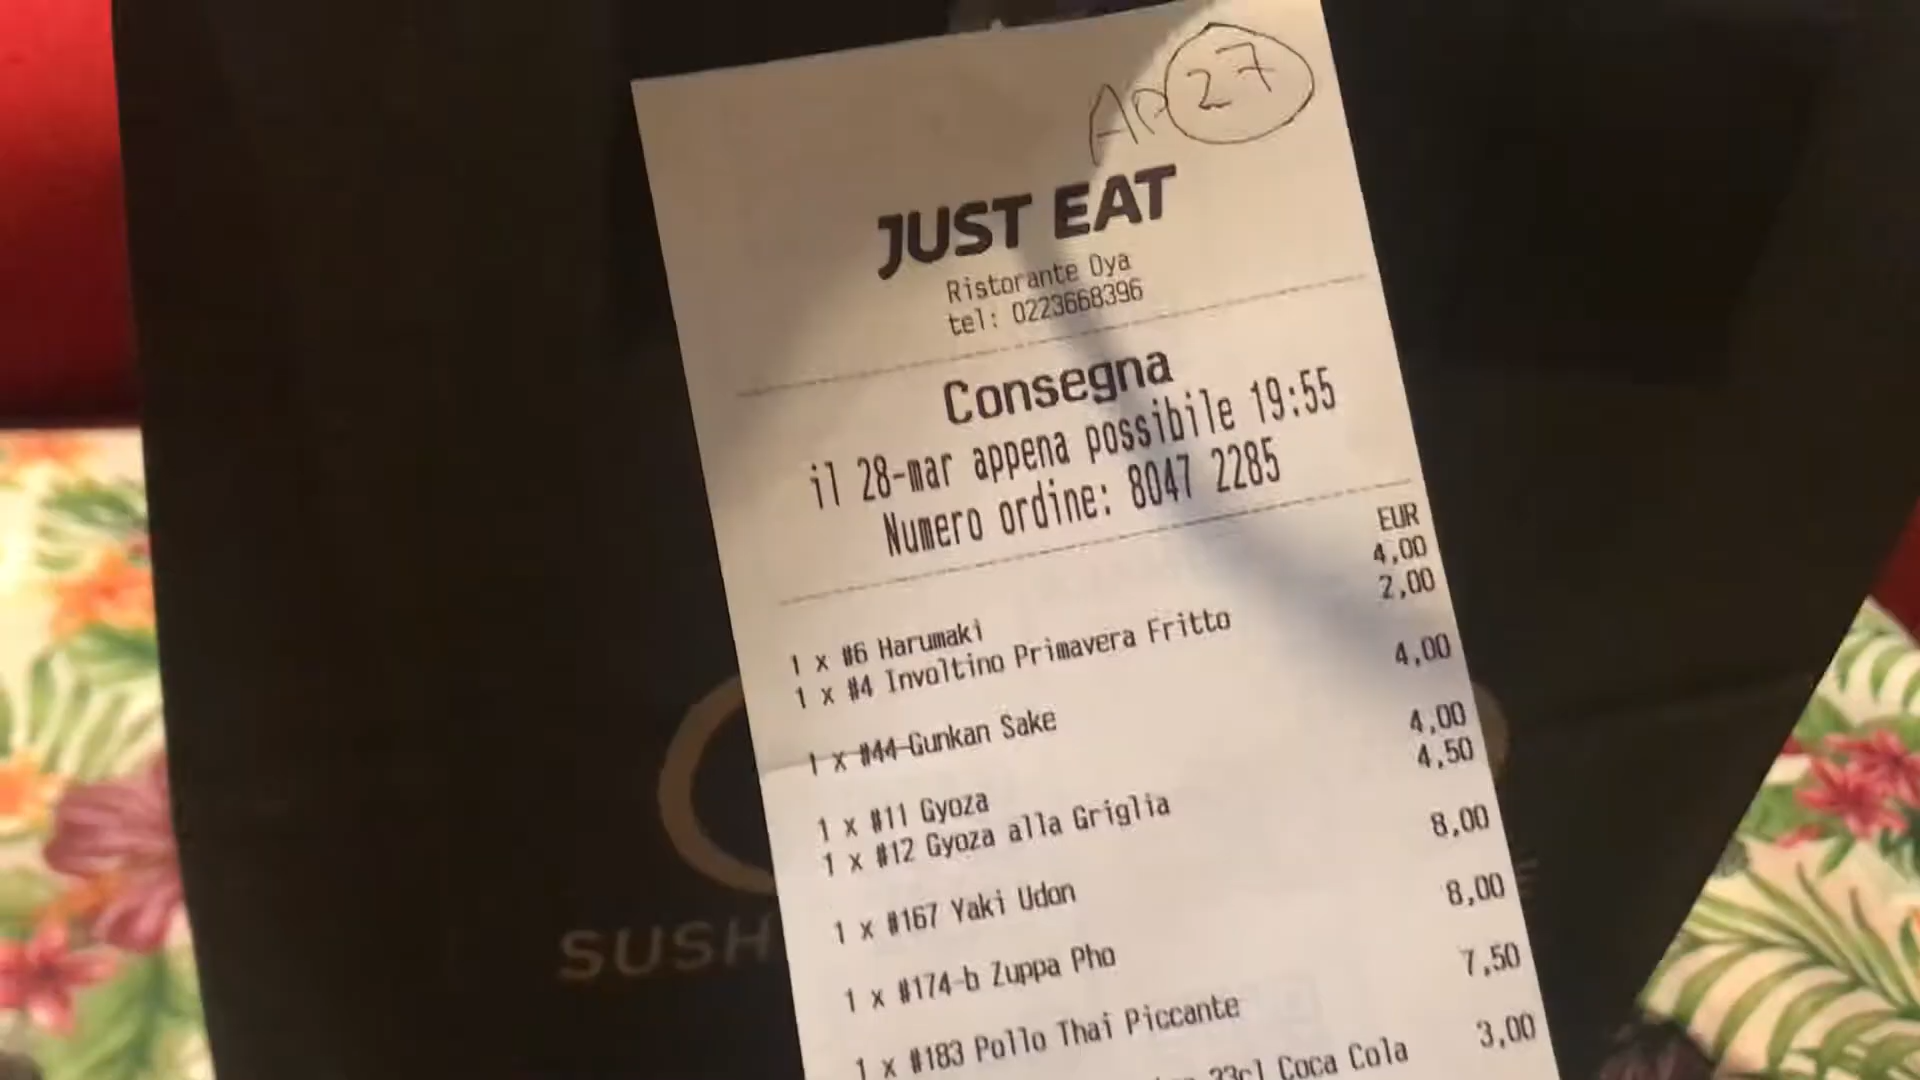 AP 27
JUST EAT
Ristorante Oya
tel: 0223668396
Consegna
il 28-mar appena possibile 19:55
Numero ordine: 8047 2285
EUR
1 x #6 Harumaki 4,00
1 x #4 Involtino Primavera Fritto 2,00
1 x #44 Gunkan Sake 4,00
1 x #11 Gyoza 4,00
1 x #12 Gyoza alla Griglia 4,50
1 x #167 Yaki Udon 8,00
1 x #174-b Zuppa Pho 8,00
1 x #183 Pollo Thai Piccante 7,50
33cl Coca Cola 3,00
SUSH